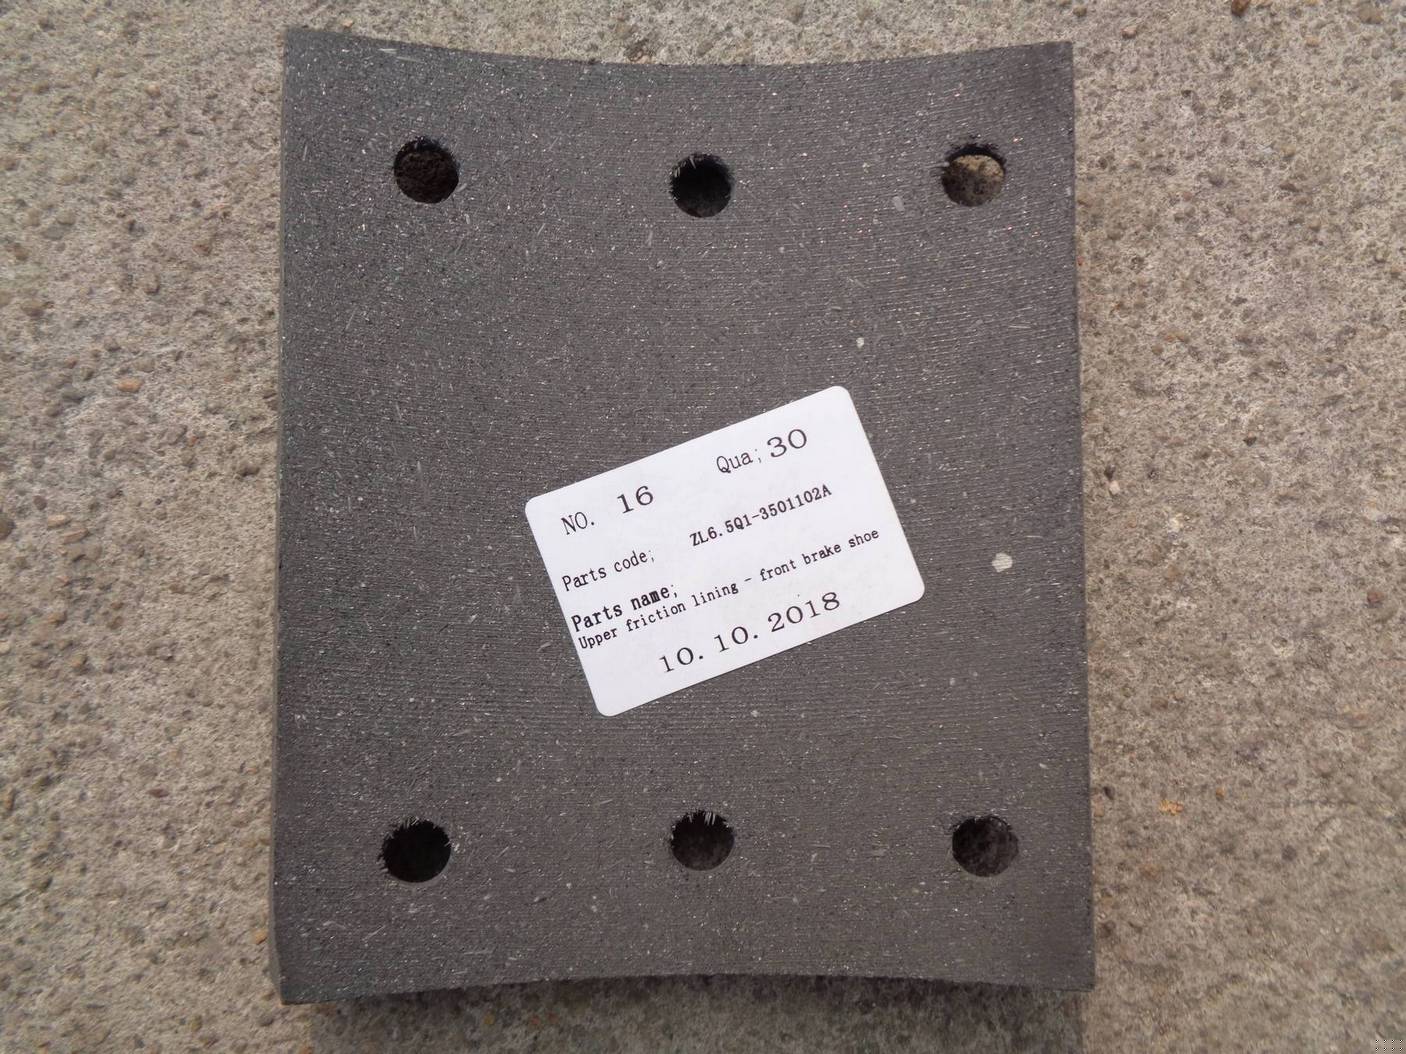 NO. 16 Qua; 30
Parts code; ZL6.5Q1-3501102A
Parts name;
Upper friction lining - front brake shoe
10.10.2018